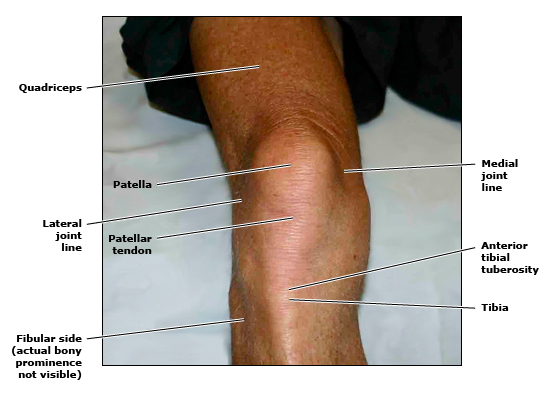 Quadriceps
Patella
Lateral
joint
line
Patellar
tendon
Fibular side
(actual bony
prominence
not visible)
Medial
joint
line
Anterior
tibial
tuberosity
Tibia